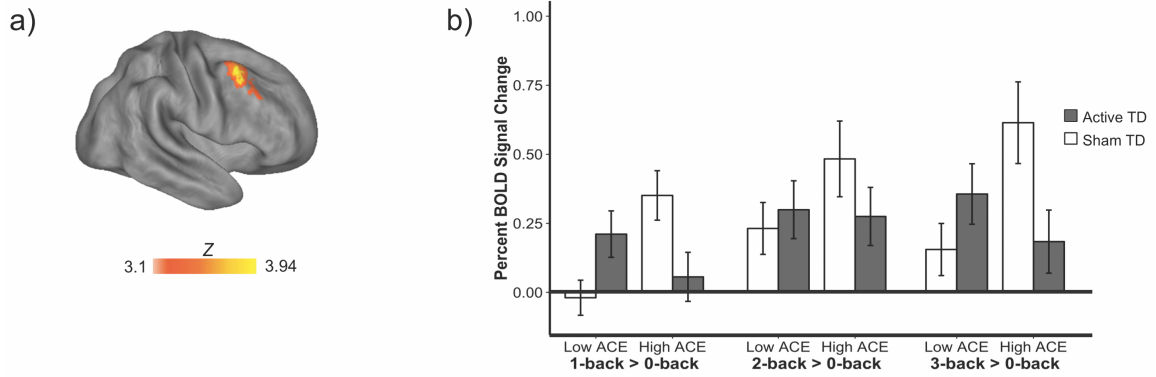 a)
Z
3.1 3.94
b)
Percent BOLD Signal Change
1.00
0.75
0.50
0.25
0.00
Low ACE High ACE Low ACE High ACE Low ACE High ACE
1-back > 0-back 2-back > 0-back 3-back > 0-back
Active TD
Sham TD